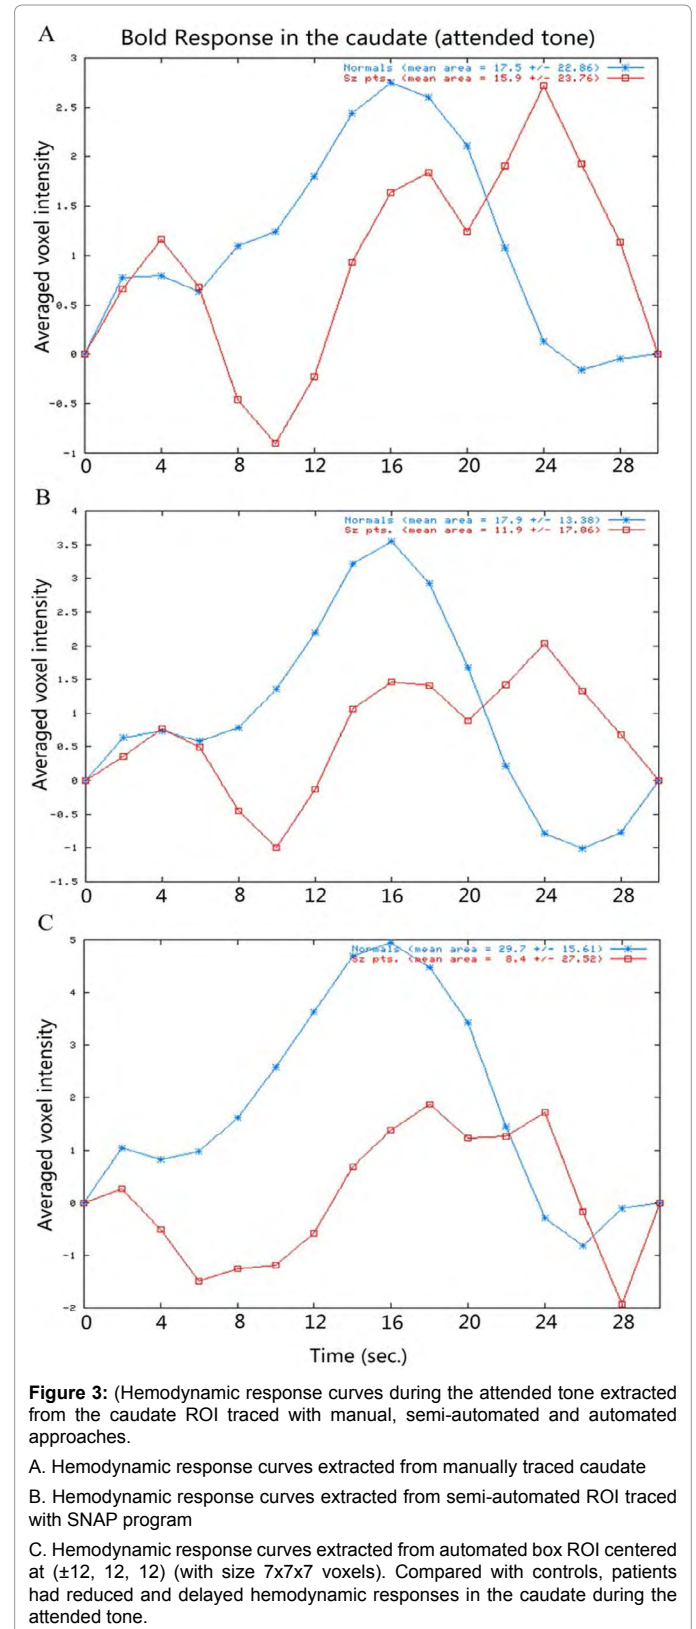 A
Bold Response in the caudate (attended tone)
Normals (mean area = 17.5 +/- 22.86)
Sz pts. (mean area = 15.9 +/- 23.76)
Averaged voxel intensity
3
2.5
2
1.5
1
0.5
0
-0.5
-1
0 4 8 12 16 20 24 28
B
Normals (mean area = 17.9 +/- 13.38)
Sz pts. (mean area = 11.9 +/- 17.86)
Averaged voxel intensity
4
3.5
3
2.5
2
1.5
1
0.5
0
-0.5
-1
-1.5
0 4 8 12 16 20 24 28
C
Normals (mean area = 29.7 +/- 15.61)
Sz pts. (mean area = 8.4 +/- 27.52)
Averaged voxel intensity
5
4
3
2
1
0
-1
-2
0 4 8 12 16 20 24 28
Time (sec.)
Figure 3: (Hemodynamic response curves during the attended tone extracted
from the caudate ROI traced with manual, semi-automated and automated
approaches.
A. Hemodynamic response curves extracted from manually traced caudate
B. Hemodynamic response curves extracted from semi-automated ROI traced
with SNAP program
C. Hemodynamic response curves extracted from automated box ROI centered
at (±12, 12, 12) (with size 7x7x7 voxels). Compared with controls, patients
had reduced and delayed hemodynamic responses in the caudate during the
attended tone.